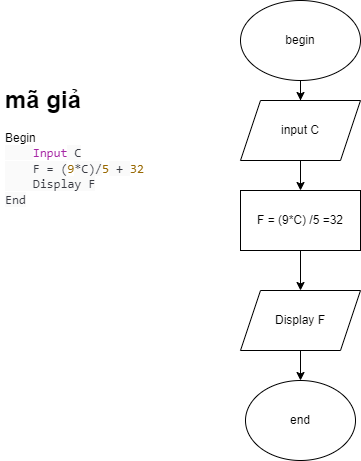 mã giả
Begin
Input C
F = (9*C)/5 + 32
Display F
End
begin
input C
F = (9*C) /5 =32
Display F
end